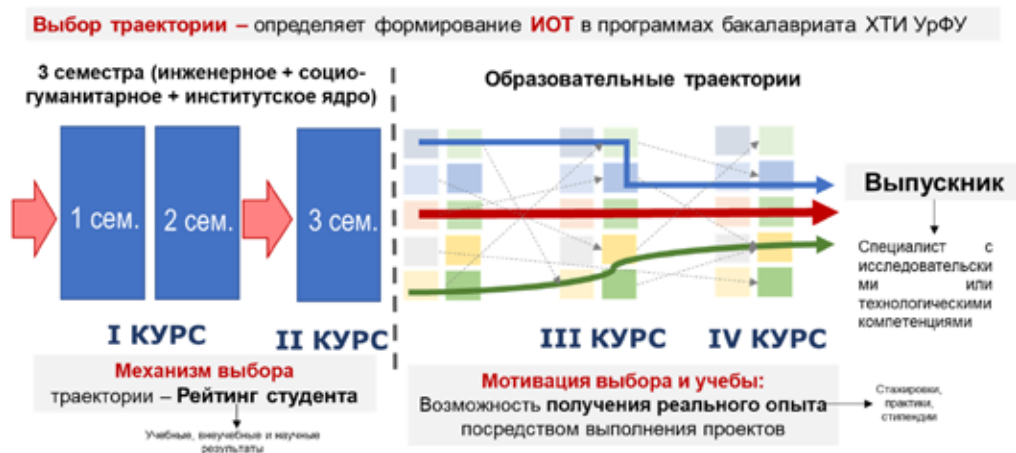 Выбор траектории – определяет формирование ИОТ в программах бакалавриата ХТИ УрФУ
3 семестра (инженерное + социо-
гуманитарное + институтское ядро)
Образовательные траектории
1 сем.
2 сем.
3 сем.
I КУРС
II КУРС
III КУРС
IV КУРС
Выпускник
Специалист с
исследовательски
ми или
технологическими
компетенциями
Механизм выбора
траектории – Рейтинг студента
Учебные, внеучебные и научные
результаты
Мотивация выбора и учебы:
Возможность получения реального опыта
посредством выполнения проектов
Стажировки,
практики,
стипендии